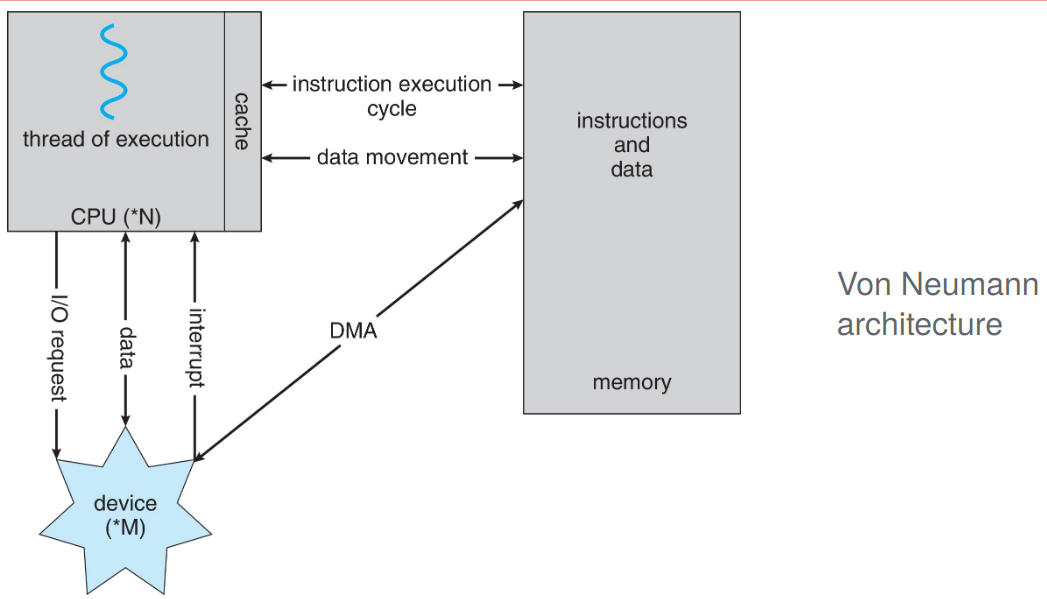 thread of execution
cache
CPU (*N)
instruction execution
cycle
data movement
instructions
and
data
memory
I/O request
data
interrupt
DMA
device
(*M)
Von Neumann
architecture